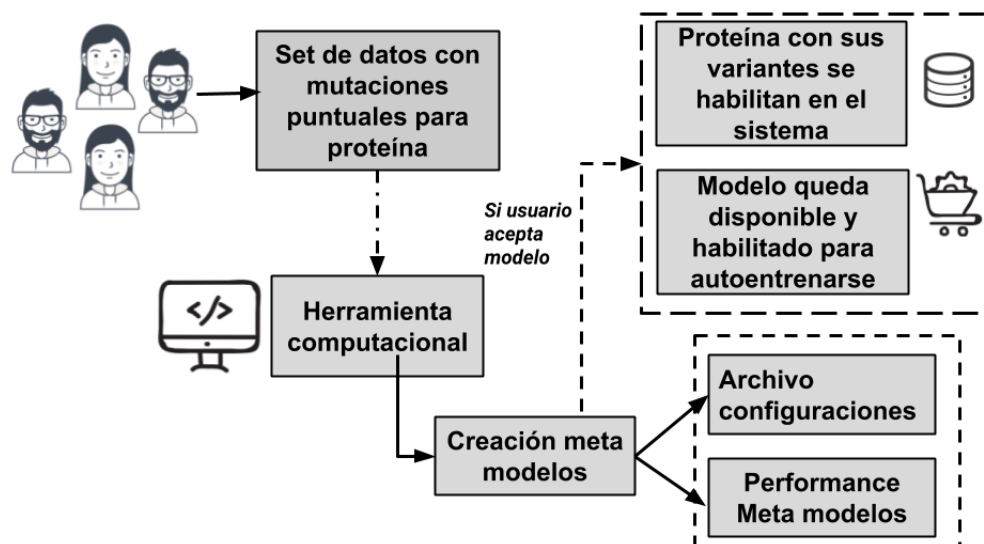 Set de datos con
mutaciones
puntuales para
proteína
Proteína con sus
variantes se
habilitan en el
sistema
Modelo queda
disponible y
habilitado para
autoentrenarse
Si usuario
acepta
modelo
</>
Herramienta
computacional
Creación meta
modelos
Archivo
configuraciones
Performance
Meta modelos